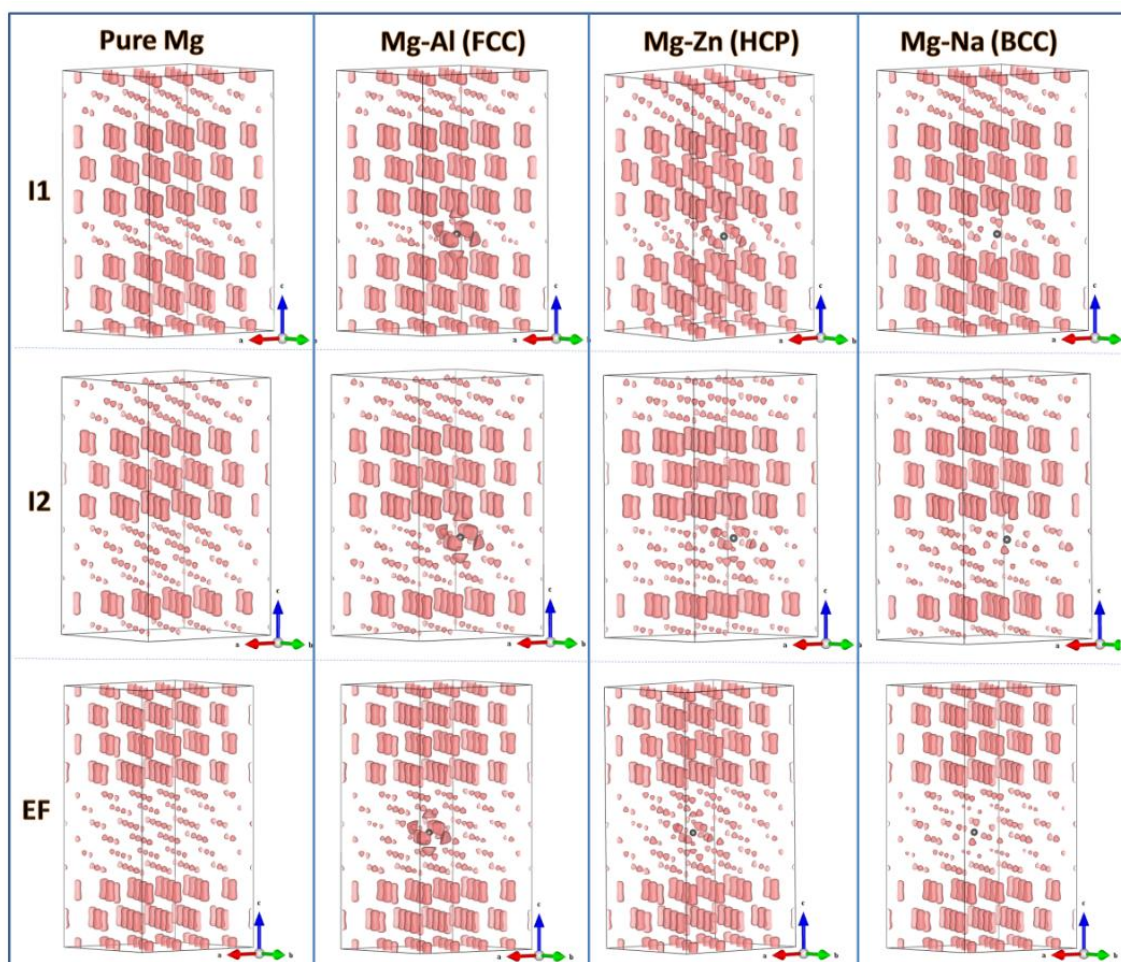 Pure Mg Mg-Al (FCC) Mg-Zn (HCP) Mg-Na (BCC)
I1
c c c c
a a a b a
I2
c c c c
a b a b a b a b
EF
c c c c
a b a b a b a b